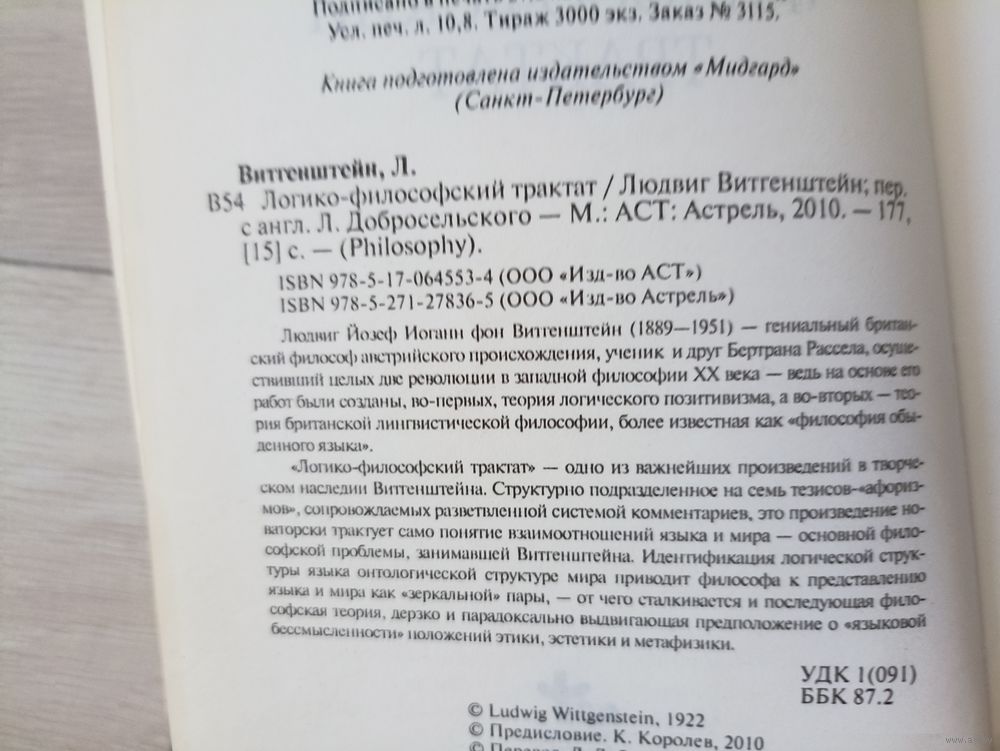 Подписано в печать
Усл. печ. л. 10,8. Тираж 3000 экз. Заказ № 3115.
Книга подготовлена издательством «Мидгард»
(Санкт-Петербург)
Витгенштейн, Л.
В54 Логико-философский трактат / Людвиг Витгенштейн; пер.
с англ. Л. Добросельского — М.: АСТ: Астрель, 2010. — 177,
[15] с. — (Philosophy).
ISBN 978-5-17-064553-4 (ООО «Изд-во АСТ»)
ISBN 978-5-271-27836-5 (ООО «Изд-во Астрель»)
Людвиг Йозеф Иоганн фон Витгенштейн (1889—1951) — гениальный британ-
ский философ австрийского происхождения, ученик и друг Бертрана Рассела, осуще-
ствивший целых две революции в западной философии XX века — ведь на основе его
работ были созданы, во-первых, теория логического позитивизма, а во-вторых — тео-
рия британской лингвистической философии, более известная как «философия обы-
денного языка».
«Логико-философский трактат» — одно из важнейших произведений в творче-
ском наследии Витгенштейна. Структурно подразделенное на семь тезисов-«афориз-
мов», сопровождаемых разветвленной системой комментариев, это произведение но-
ваторски трактует само понятие взаимоотношений языка и мира — основной фило-
софской проблемы, занимавшей Витгенштейна. Идентификация логической струк-
туры языка онтологической структуре мира приводит философа к представлению
языка и мира как «зеркальной» пары, — от чего сталкивается и последующая фило-
софская теория, дерзко и парадоксально выдвигающая предположение о «языковой
бессмысленности» положений этики, эстетики и метафизики.
УДК 1(091)
ББК 87.2
© Ludwig Wittgenstein, 1922
© Предисловие. К. Королев, 2010